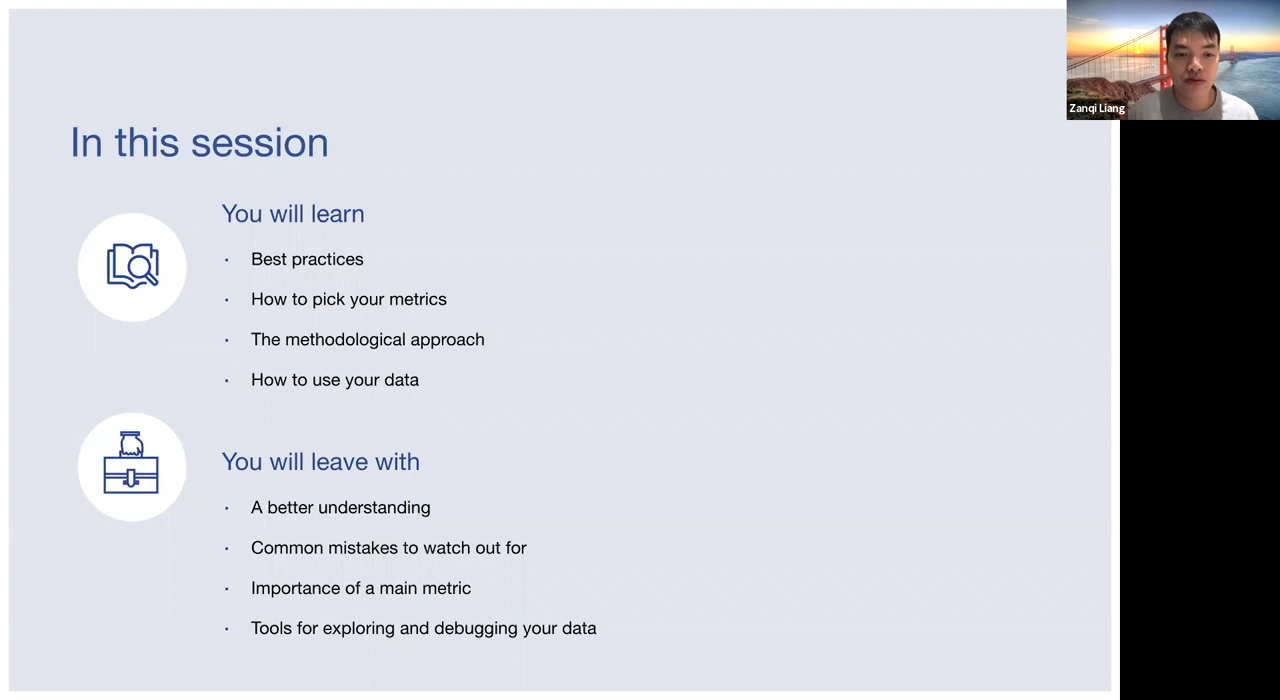 In this session
You will learn
· Best practices
· How to pick your metrics
· The methodological approach
· How to use your data
You will leave with
· A better understanding
· Common mistakes to watch out for
· Importance of a main metric
· Tools for exploring and debugging your data
Zanqi Liang